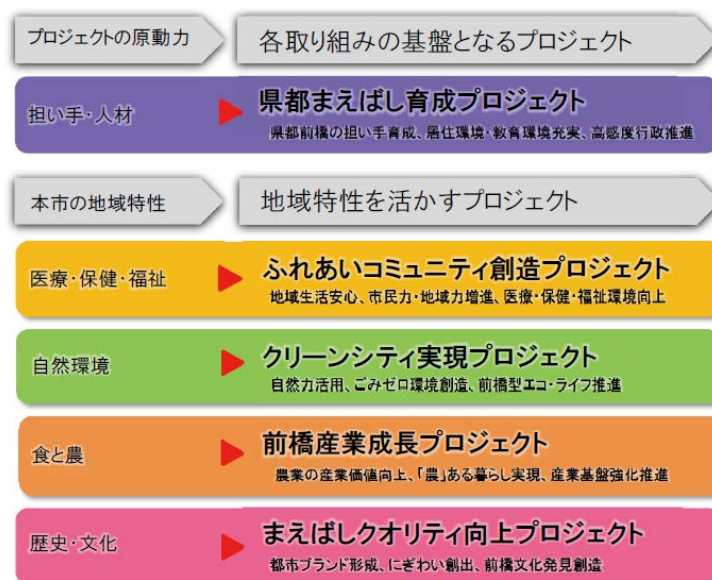 プロジェクトの原動力
各取り組みの基盤となるプロジェクト
担い手・人材
県都まえばし育成プロジェクト
県都前橋の担い手育成、居住環境・教育環境充実、高感度行政推進
本市の地域特性
地域特性を活かすプロジェクト
医療・保健・福祉
ふれあいコミュニティ創造プロジェクト
地域生活安心、市民力・地域力増進、医療・保健・福祉環境向上
自然環境
クリーンシティ実現プロジェクト
自然力活用、ごみゼロ環境創造、前橋型エコ・ライフ推進
食と農
前橋産業成長プロジェクト
農業の産業価値向上、「農」ある暮らし実現、産業基盤強化推進
歴史・文化
まえばしクオリティ向上プロジェクト
都市ブランド形成、にぎわい創出、前橋文化発見創造